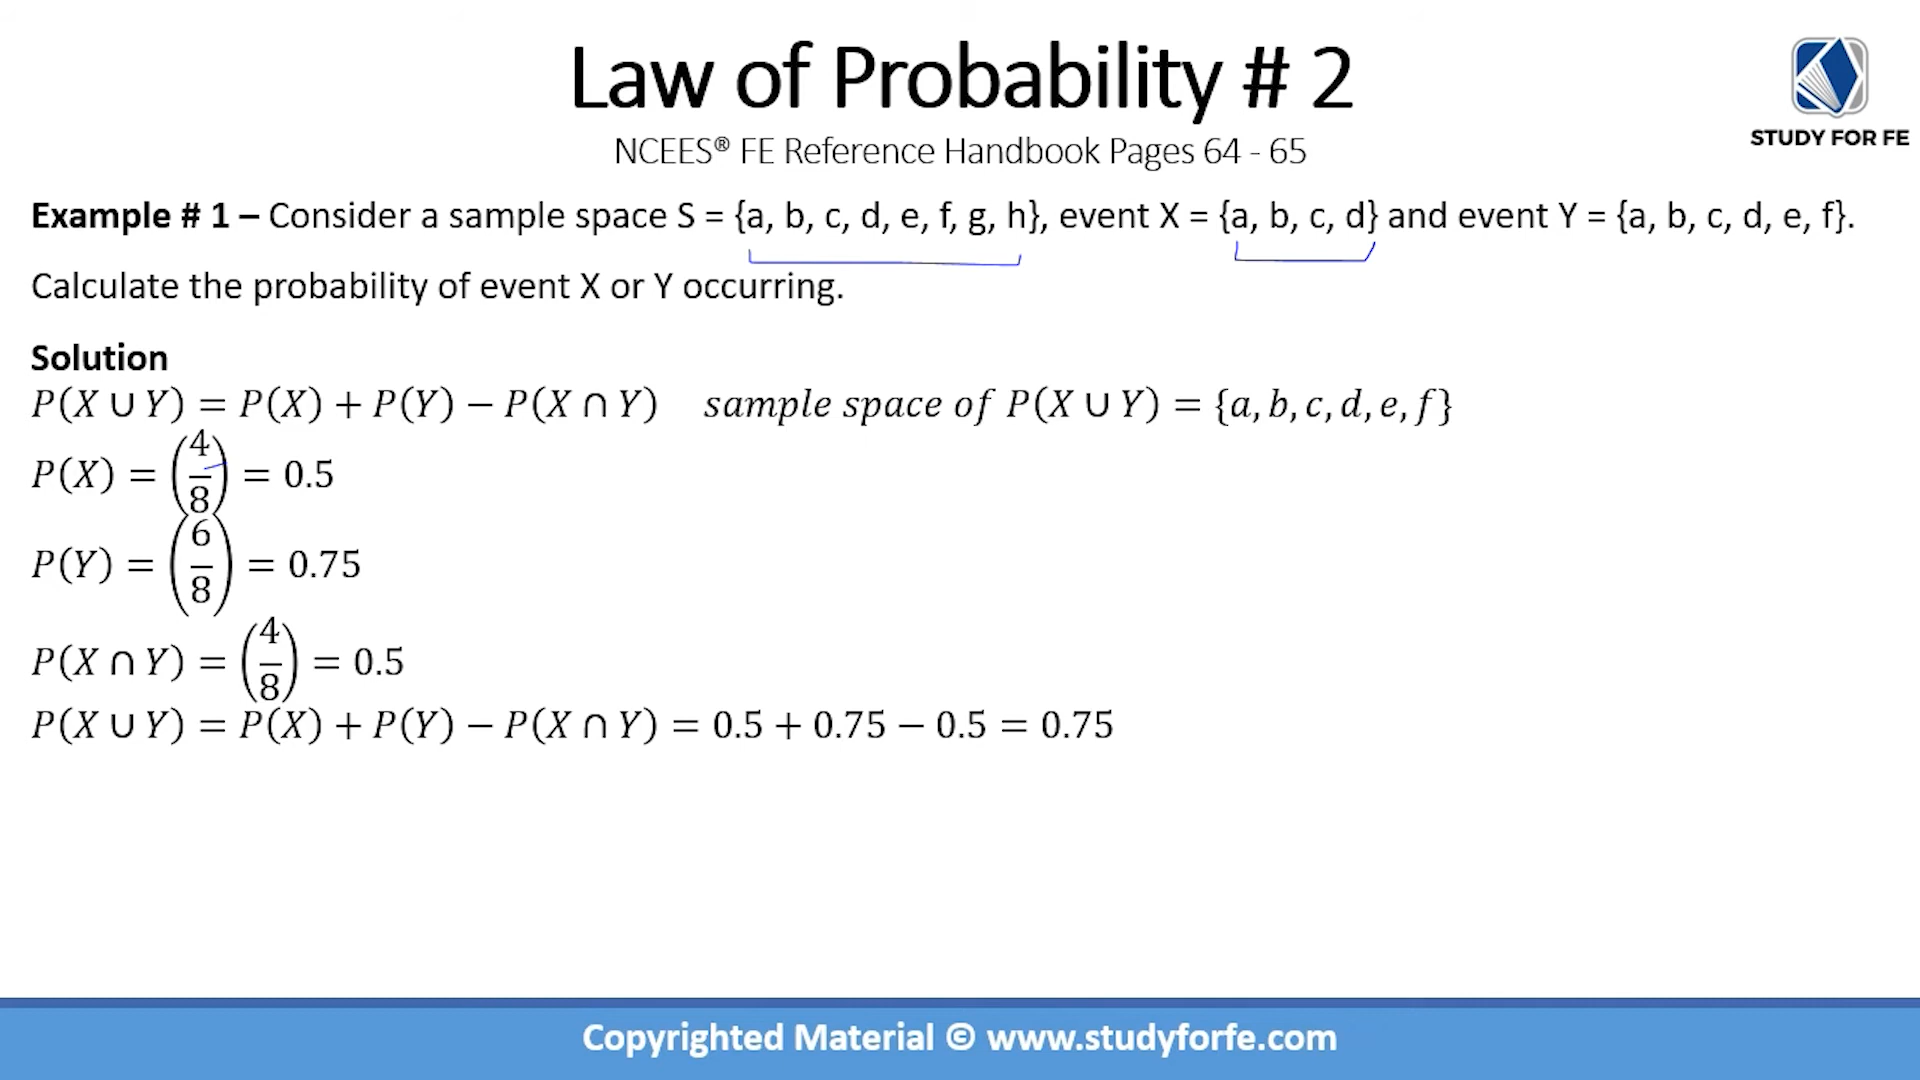 Law of Probability # 2
NCEES® FE Reference Handbook Pages 64 - 65
STUDY FOR FE
Example # 1 – Consider a sample space S = {a, b, c, d, e, f, g, h}, event X = {a, b, c, d} and event Y = {a, b, c, d, e, f}.
Calculate the probability of event X or Y occurring.
Solution
P(X ∪ Y) = P(X) + P(Y) − P(X ∩ Y) sample space of P(X ∪ Y) = {a, b, c, d, e, f}
P(X) = (4/8) = 0.5
P(Y) = (6/8) = 0.75
P(X ∩ Y) = (4/8) = 0.5
P(X ∪ Y) = P(X) + P(Y) − P(X ∩ Y) = 0.5 + 0.75 − 0.5 = 0.75
Copyrighted Material © www.studyforfe.com